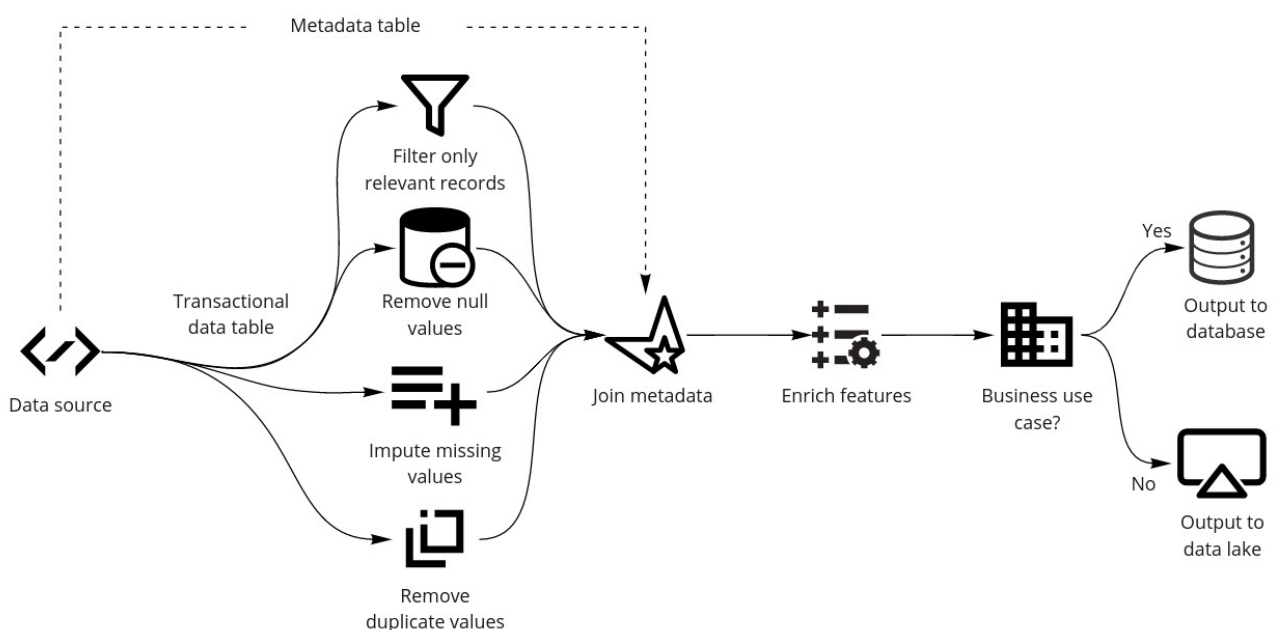 Metadata table
Filter only
relevant records
Remove null
values
Transactional
data table
Data source
Impute missing
values
Remove
duplicate values
Join metadata
Enrich features
Business use
case?
Yes
Output to
database
No
Output to
data lake